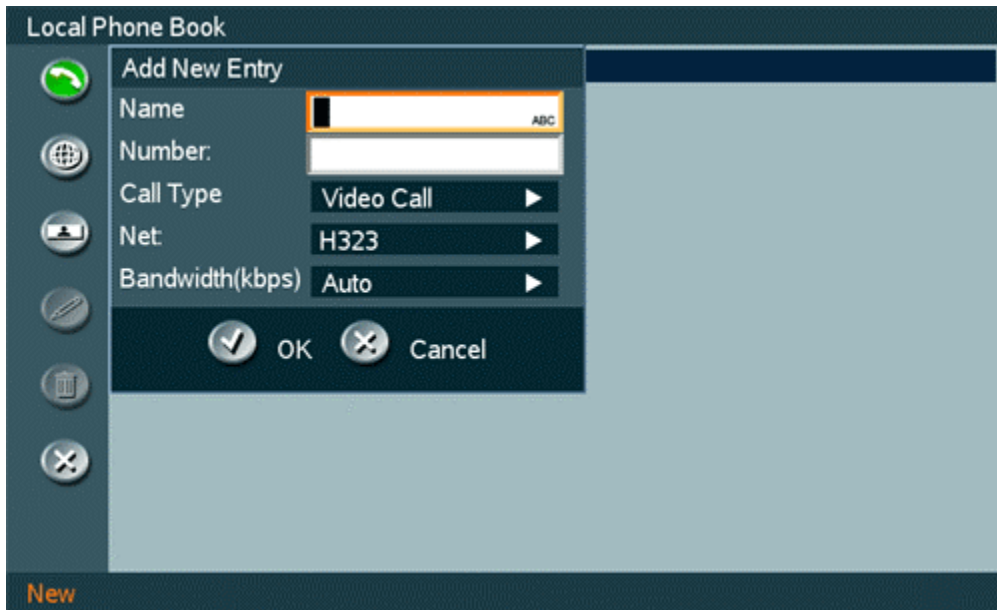 Local Phone Book
Add New Entry
Name
ABC
Number:
Call Type Video Call
Net: H323
Bandwidth(kbps) Auto
OK Cancel
New